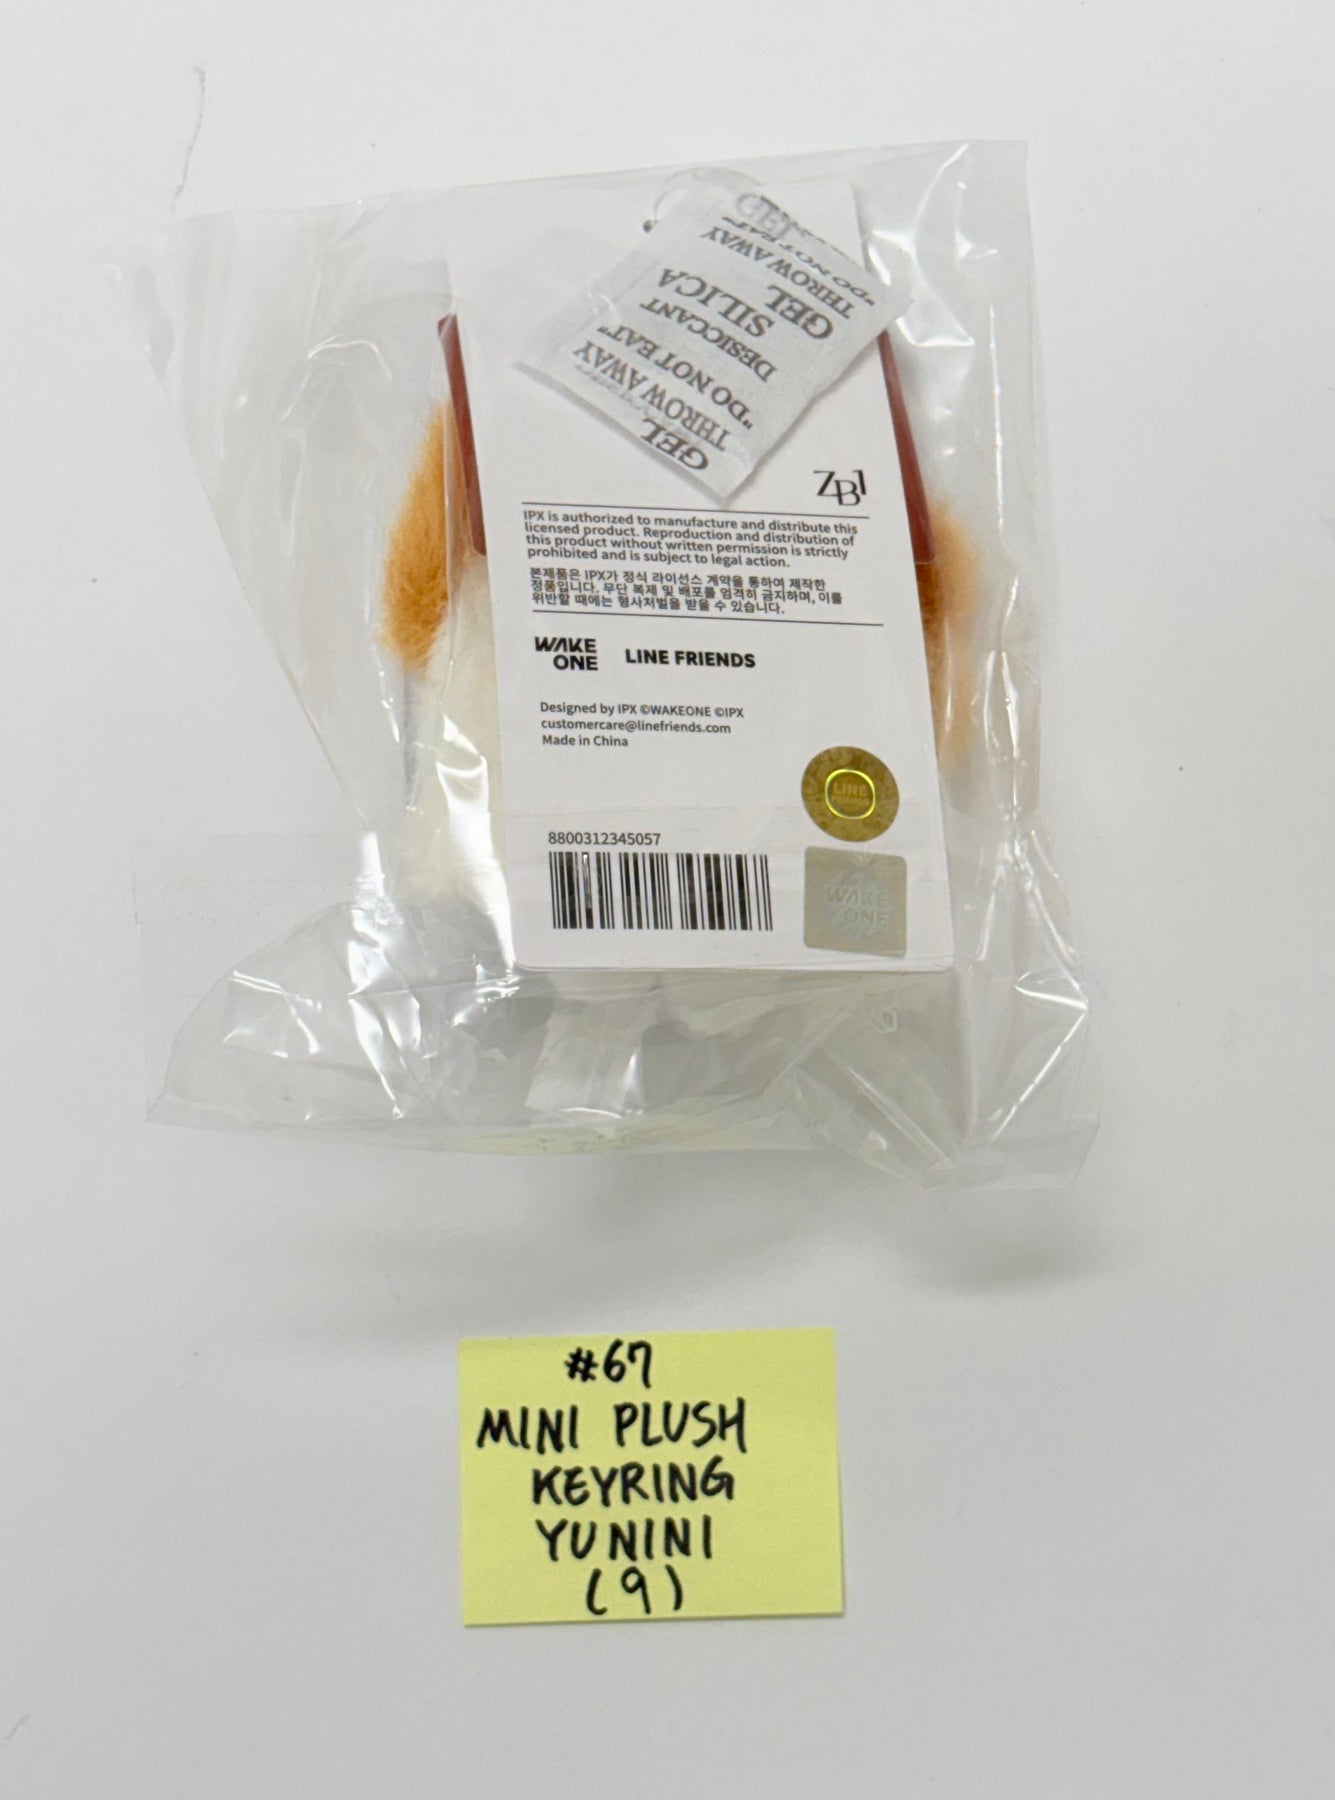 GEL
"DO NOT EAT"
THROW AWAY
GEL
SILICA
DESICCANT
"DO NOT EAT"
THROW AWAY
GEL
ZB1
IPX is authorized to manufacture and distribute this
licensed product. Reproduction and distribution of
this product without written permission is strictly
prohibited and is subject to legal action.
본제품은 IPX가 정식 라이선스 계약을 통하여 제작한
정품입니다. 무단 복제 및 배포를 엄격히 금지하며, 이를
위반할 때에는 형사처벌을 받을 수 있습니다.
WAKE
ONE
LINE FRIENDS
Designed by IPX ©WAKEONE ©IPX
customercare@linefriends.com
Made in China
LINE
FRIENDS
8800312345057
WAKE
ONE
#67
MINI PLUSH
KEYRING
YUNINI
(9)